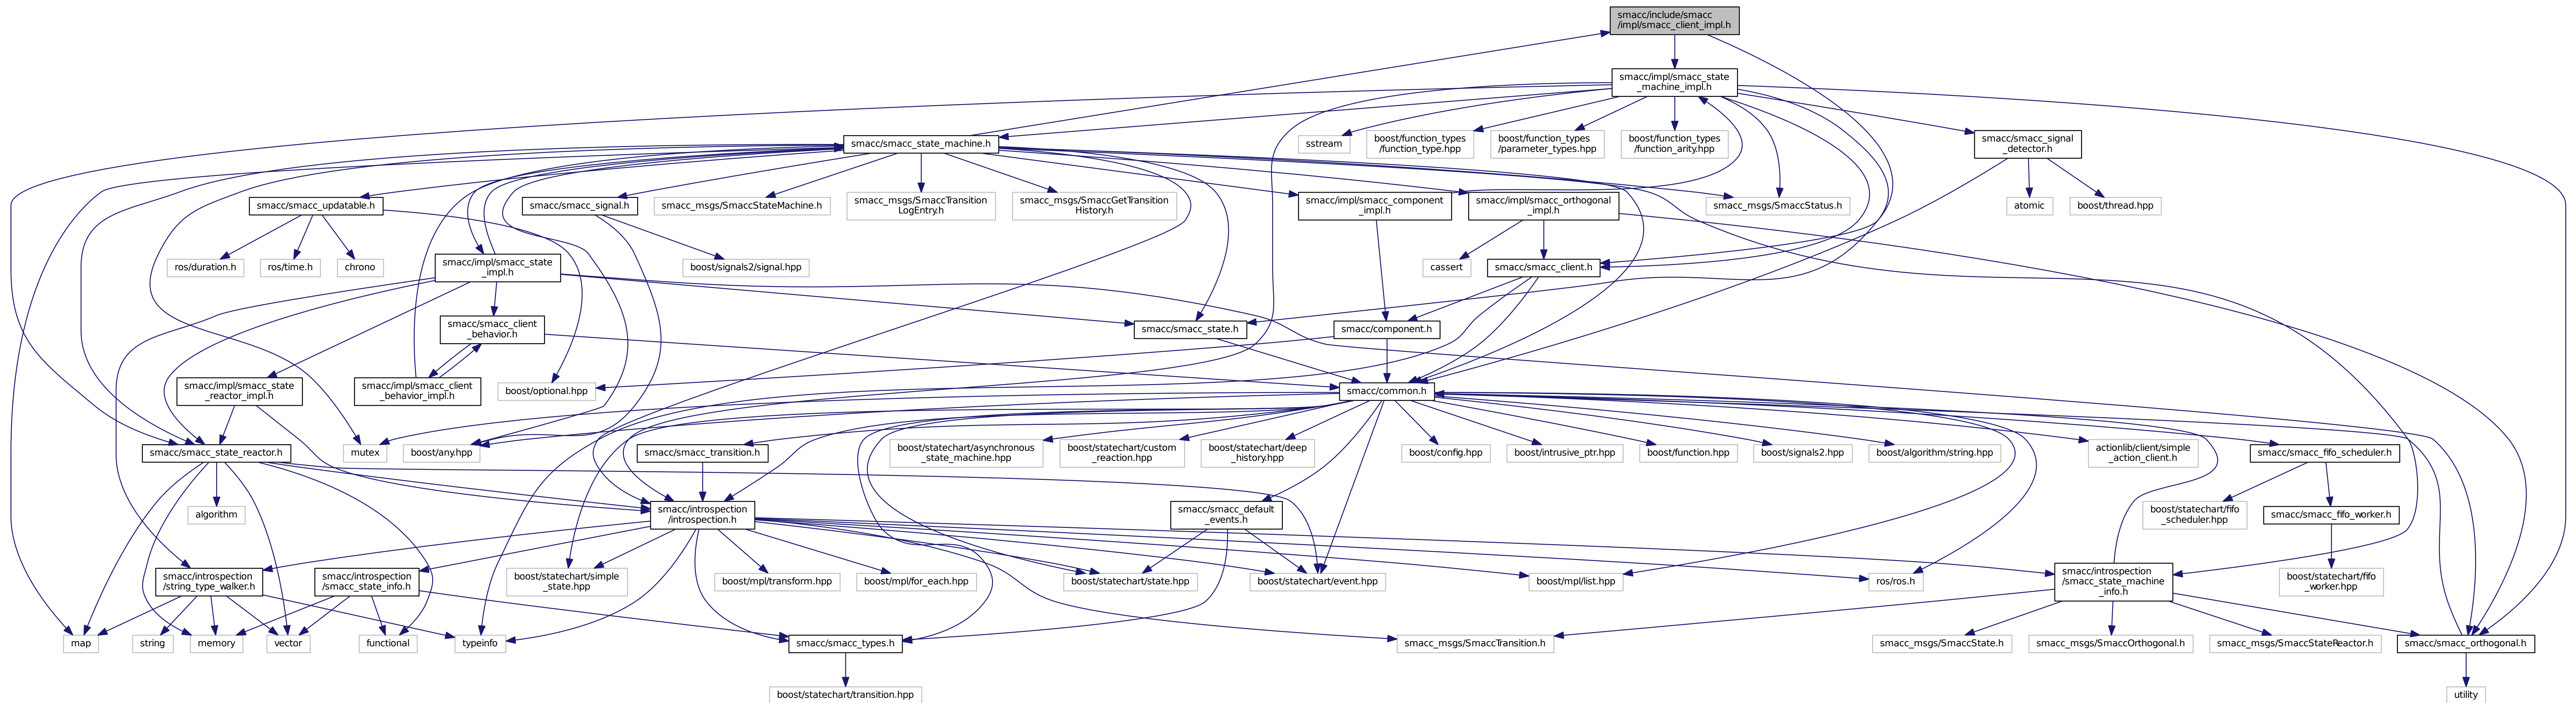 smacc/include/smacc
/impl/smacc_client_impl.h
smacc/impl/smacc_state
_machine_impl.h
smacc/smacc_state_machine.h
sstream
boost/function_types
/function_type.hpp
boost/function_types
/parameter_types.hpp
boost/function_types
/function_arity.hpp
smacc/smacc_signal
_detector.h
smacc/smacc_updatable.h
smacc/smacc_signal.h
smacc_msgs/SmaccStateMachine.h
smacc_msgs/SmaccTransition
LogEntry.h
smacc_msgs/SmaccGetTransition
History.h
smacc/impl/smacc_component
_impl.h
smacc/impl/smacc_orthogonal
_impl.h
smacc_msgs/SmaccStatus.h
atomic
boost/thread.hpp
ros/duration.h
ros/time.h
chrono
smacc/impl/smacc_state
_impl.h
boost/signals2/signal.hpp
cassert
smacc/smacc_client.h
smacc/smacc_client
_behavior.h
smacc/smacc_state.h
smacc/component.h
smacc/impl/smacc_state
_reactor_impl.h
smacc/impl/smacc_client
_behavior_impl.h
boost/optional.hpp
smacc/common.h
smacc/smacc_state_reactor.h
mutex
boost/any.hpp
smacc/smacc_transition.h
boost/statechart/asynchronous
_state_machine.hpp
boost/statechart/custom
_reaction.hpp
boost/statechart/deep
_history.hpp
boost/config.hpp
boost/intrusive_ptr.hpp
boost/function.hpp
boost/signals2.hpp
boost/algorithm/string.hpp
actionlib/client/simple
_action_client.h
smacc/smacc_fifo_scheduler.h
algorithm
smacc/introspection
/introspection.h
smacc/smacc_default
_events.h
boost/statechart/fifo
_scheduler.hpp
smacc/smacc_fifo_worker.h
smacc/introspection
/string_type_walker.h
smacc/introspection
/smacc_state_info.h
boost/statechart/simple
_state.hpp
boost/mpl/transform.hpp
boost/mpl/for_each.hpp
boost/statechart/state.hpp
boost/statechart/event.hpp
boost/mpl/list.hpp
ros/ros.h
smacc/introspection
/smacc_state_machine
_info.h
boost/statechart/fifo
_worker.hpp
map
string
memory
vector
functional
typeinfo
smacc/smacc_types.h
smacc_msgs/SmaccTransition.h
smacc_msgs/SmaccState.h
smacc_msgs/SmaccOrthogonal.h
smacc_msgs/SmaccStateReactor.h
smacc/smacc_orthogonal.h
boost/statechart/transition.hpp
utility